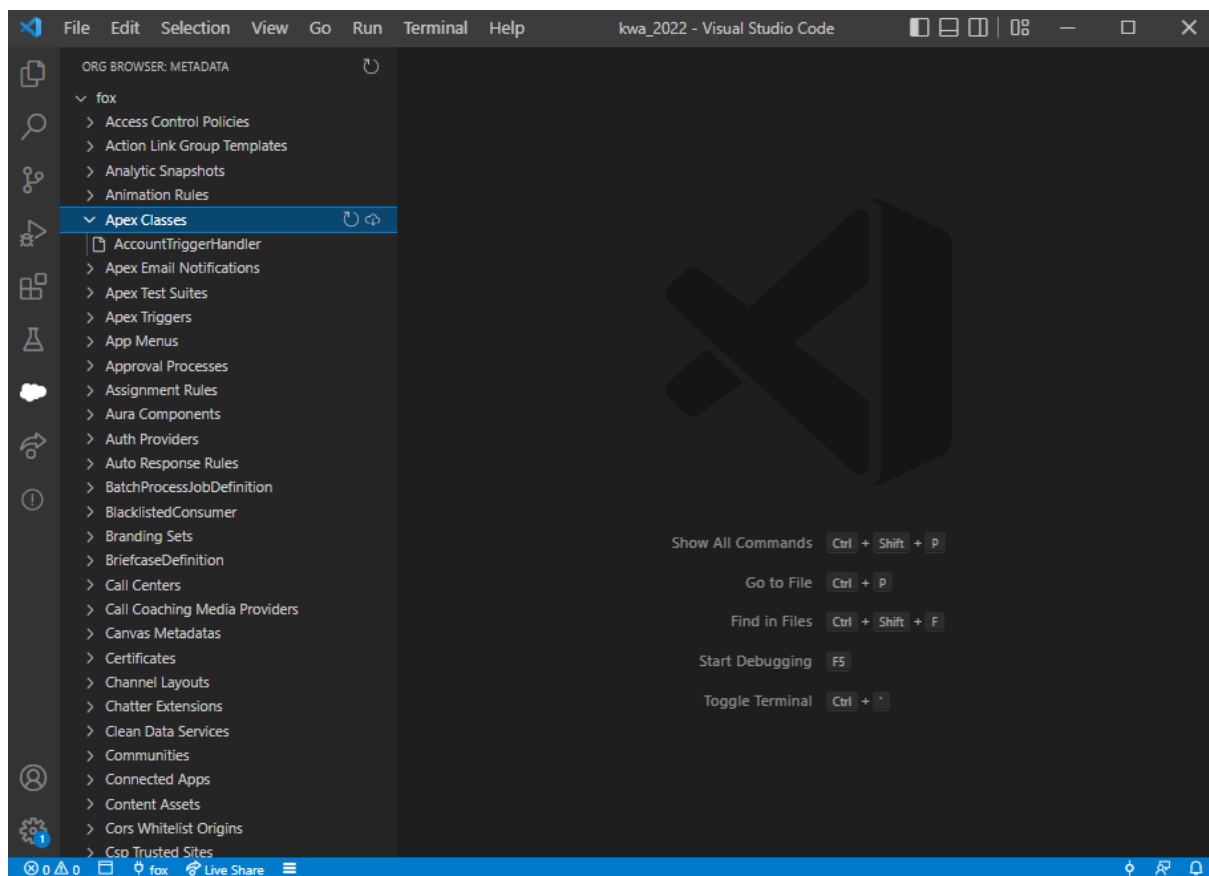 File Edit Selection View Go Run Terminal Help kwa_2022 - Visual Studio Code
ORG BROWSER: METADATA
fox
Access Control Policies
Action Link Group Templates
Analytic Snapshots
Animation Rules
Apex Classes
AccountTriggerHandler
Apex Email Notifications
Apex Test Suites
Apex Triggers
App Menus
Approval Processes
Assignment Rules
Aura Components
Auth Providers
Auto Response Rules
BatchProcessJobDefinition
BlacklistedConsumer
Branding Sets
BriefcaseDefinition
Call Centers
Call Coaching Media Providers
Canvas Metadatas
Certificates
Channel Layouts
Chatter Extensions
Clean Data Services
Communities
Connected Apps
Content Assets
Cors Whitelist Origins
Csp Trusted Sites
Show All Commands Ctrl + Shift + P
Go to File Ctrl + P
Find in Files Ctrl + Shift + F
Start Debugging F5
Toggle Terminal Ctrl + `
1
0 0 fox Live Share